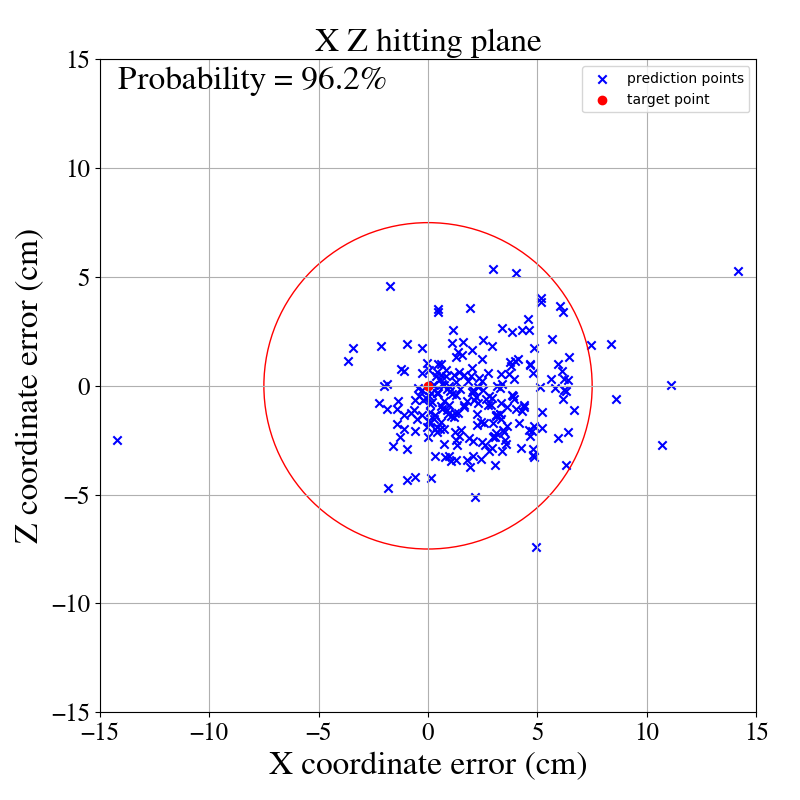 X Z hitting plane
Probability = 96.2%
prediction points
target point
Z coordinate error (cm)
15
10
5
0
−5
−10
−15
−15
−10
−5
0
5
10
15
X coordinate error (cm)